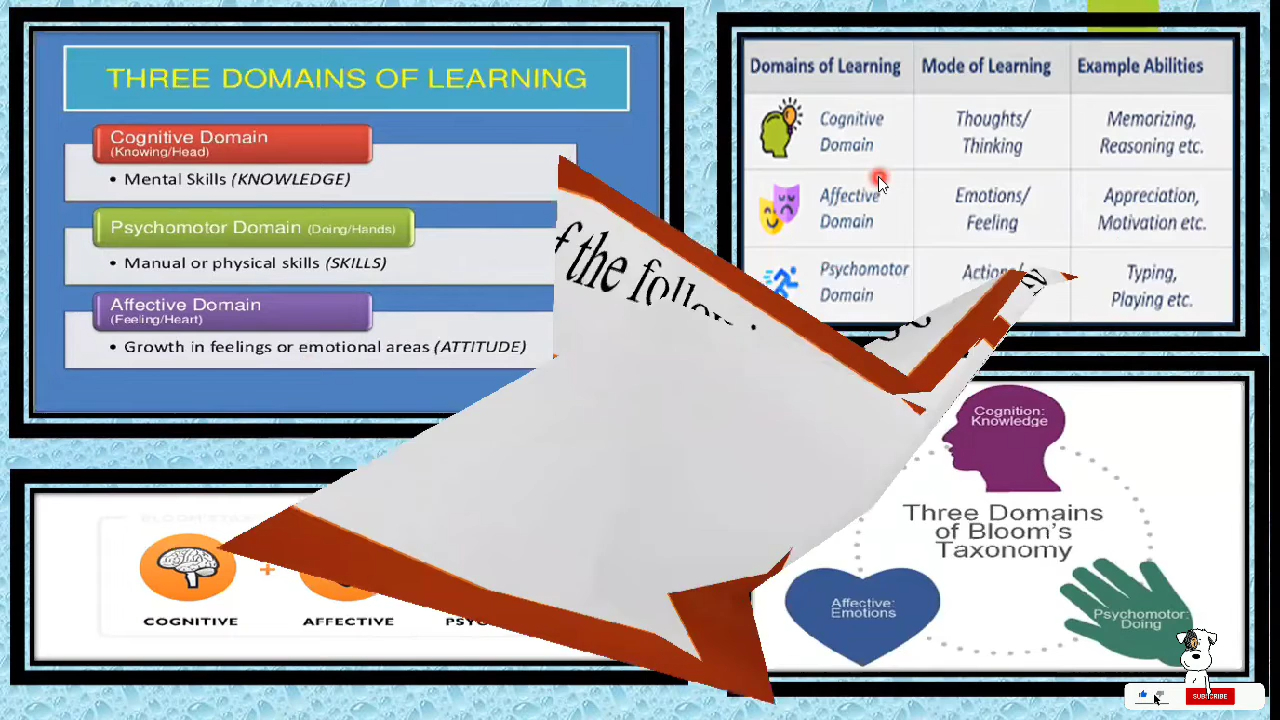 THREE DOMAINS OF LEARNING
Cognitive Domain
(Knowing/Head)
• Mental Skills (KNOWLEDGE)
Psychomotor Domain (Doing/Hands)
• Manual or physical skills (SKILLS)
Affective Domain
(Feeling/Heart)
• Growth in feelings or emotional areas (ATTITUDE)
Domains of Learning Mode of Learning Example Abilities
Cognitive Domain
Thoughts/ Thinking
Memorizing, Reasoning etc.
Affective Domain
Emotions/ Feeling
Appreciation, Motivation etc.
Psychomotor Domain
Typing, Playing etc.
the
COGNITIVE
+
AFFECTIVE
Cognition:
Knowledge
Three Domains
of Bloom's
Taxonomy
Affective:
Emotions
Psychomotor:
Doing
SUBSCRIBE